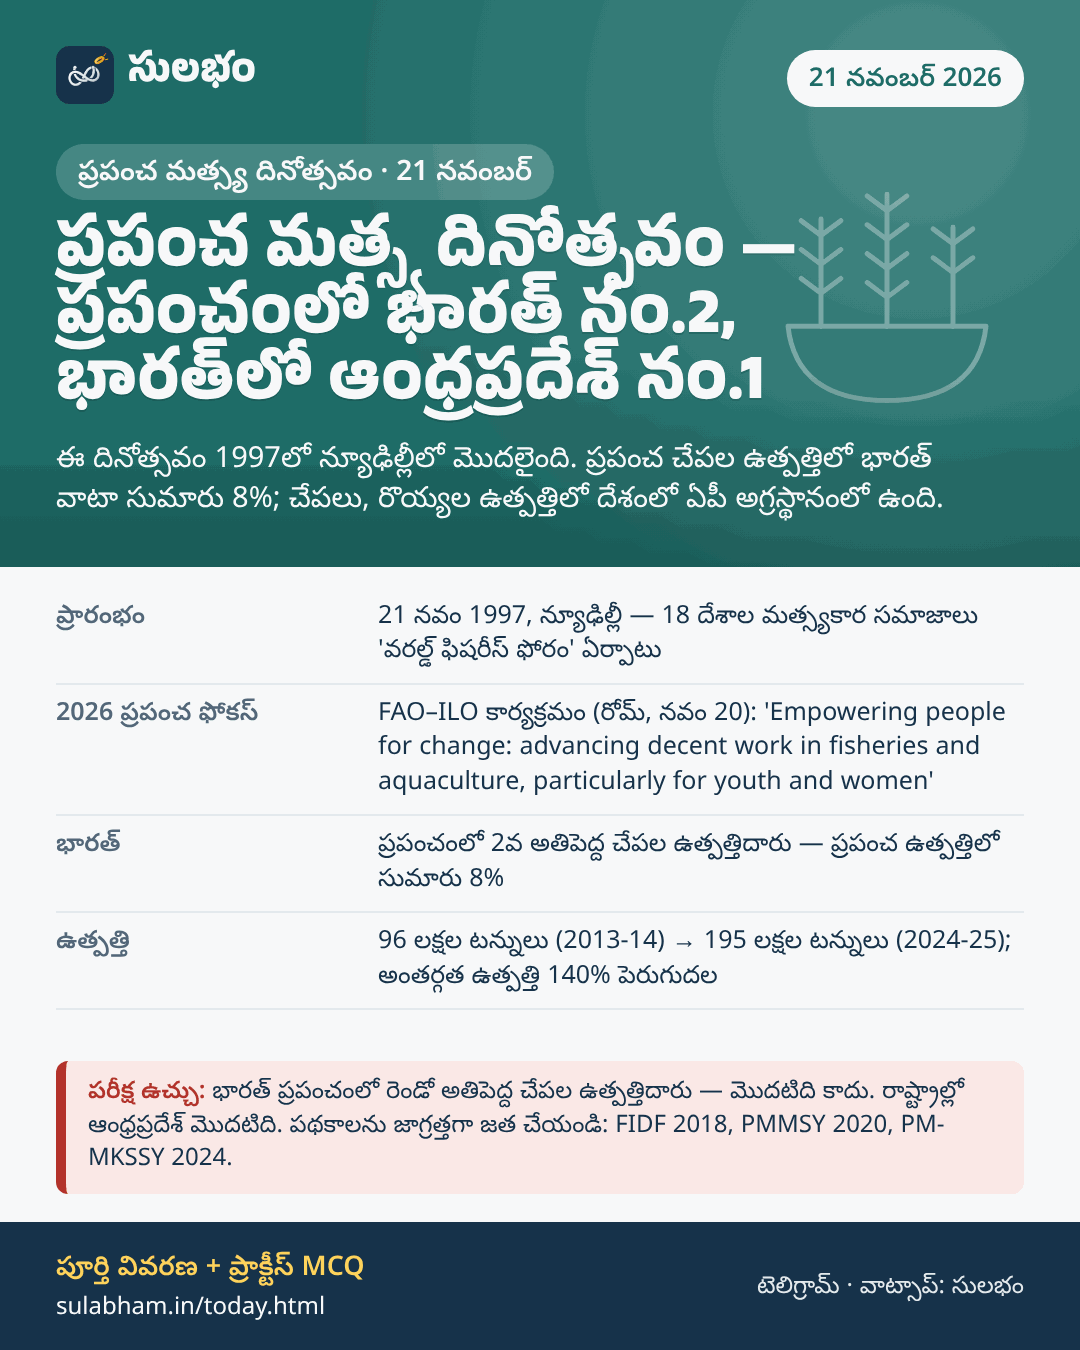 సులభం
21 నవంబర్ 2026
ప్రపంచ మత్స్య దినోత్సవం · 21 నవంబర్
ప్రపంచ మత్స్య దినోత్సవం —
ప్రపంచంలో భారత్ నం.2,
భారత్‌లో ఆంధ్రప్రదేశ్ నం.1
ఈ దినోత్సవం 1997లో న్యూఢిల్లీలో మొదలైంది. ప్రపంచ చేపల ఉత్పత్తిలో భారత్
వాటా సుమారు 8%; చేపలు, రొయ్యల ఉత్పత్తిలో దేశంలో ఏపీ అగ్రస్థానంలో ఉంది.
ప్రారంభం
21 నవం 1997, న్యూఢిల్లీ — 18 దేశాల మత్స్యకార సమాజాలు
'వరల్డ్ ఫిషరీస్ ఫోరం' ఏర్పాటు
2026 ప్రపంచ ఫోకస్
FAO–ILO కార్యక్రమం (రోమ్, నవం 20): 'Empowering people
for change: advancing decent work in fisheries and
aquaculture, particularly for youth and women'
భారత్
ప్రపంచంలో 2వ అతిపెద్ద చేపల ఉత్పత్తిదారు — ప్రపంచ ఉత్పత్తిలో
సుమారు 8%
ఉత్పత్తి
96 లక్షల టన్నులు (2013-14) → 195 లక్షల టన్నులు (2024-25);
అంతర్గత ఉత్పత్తి 140% పెరుగుదల
పరీక్ష ఉచ్చు: భారత్ ప్రపంచంలో రెండో అతిపెద్ద చేపల ఉత్పత్తిదారు — మొదటిది కాదు. రాష్ట్రాల్లో
ఆంధ్రప్రదేశ్ మొదటిది. పథకాలను జాగ్రత్తగా జత చేయండి: FIDF 2018, PMMSY 2020, PM-
MKSSY 2024.
పూర్తి వివరణ + ప్రాక్టీస్ MCQ
sulabham.in/today.html
టెలిగ్రామ్ · వాట్సాప్: సులభం